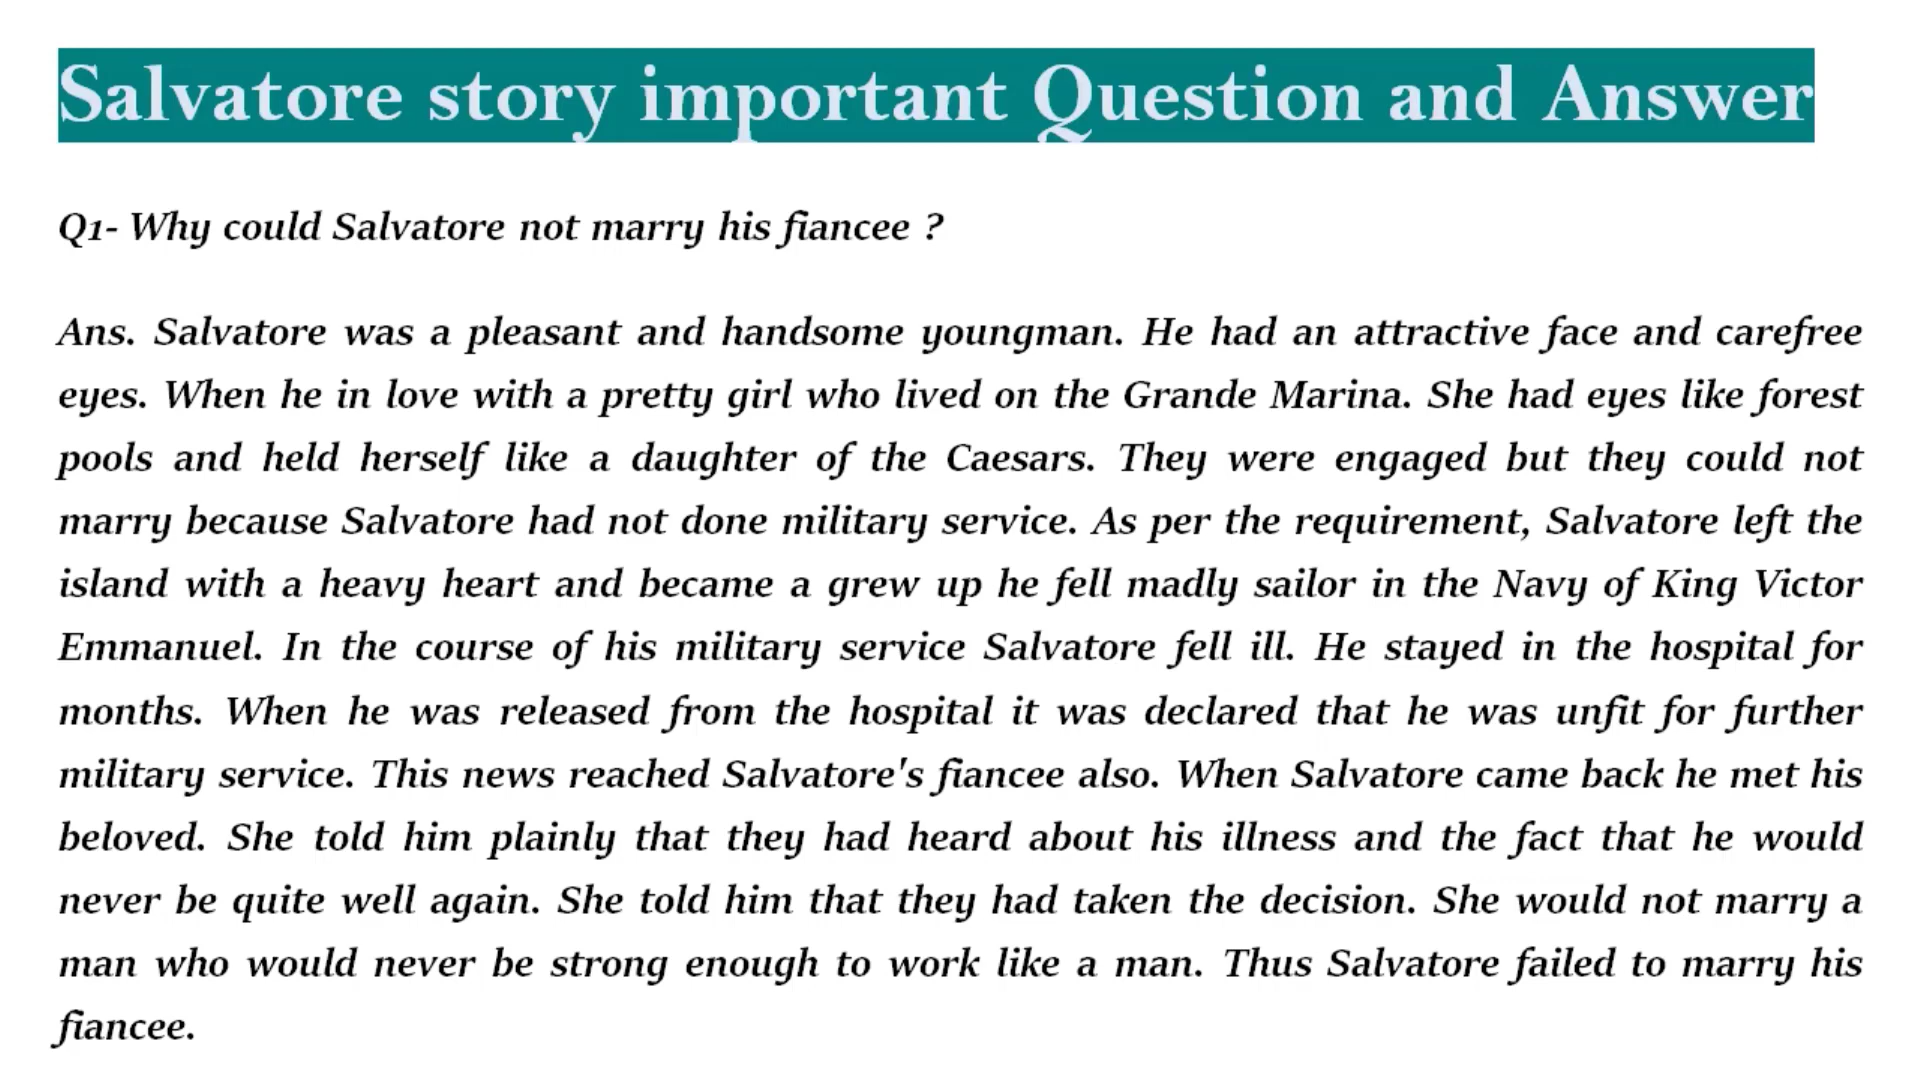 Salvatore story important Question and Answer
Q1- Why could Salvatore not marry his fiancee ?
Ans. Salvatore was a pleasant and handsome youngman. He had an attractive face and carefree
eyes. When he in love with a pretty girl who lived on the Grande Marina. She had eyes like forest
pools and held herself like a daughter of the Caesars. They were engaged but they could not
marry because Salvatore had not done military service. As per the requirement, Salvatore left the
island with a heavy heart and became a grew up he fell madly sailor in the Navy of King Victor
Emmanuel. In the course of his military service Salvatore fell ill. He stayed in the hospital for
months. When he was released from the hospital it was declared that he was unfit for further
military service. This news reached Salvatore's fiancee also. When Salvatore came back he met his
beloved. She told him plainly that they had heard about his illness and the fact that he would
never be quite well again. She told him that they had taken the decision. She would not marry a
man who would never be strong enough to work like a man. Thus Salvatore failed to marry his
fiancee.